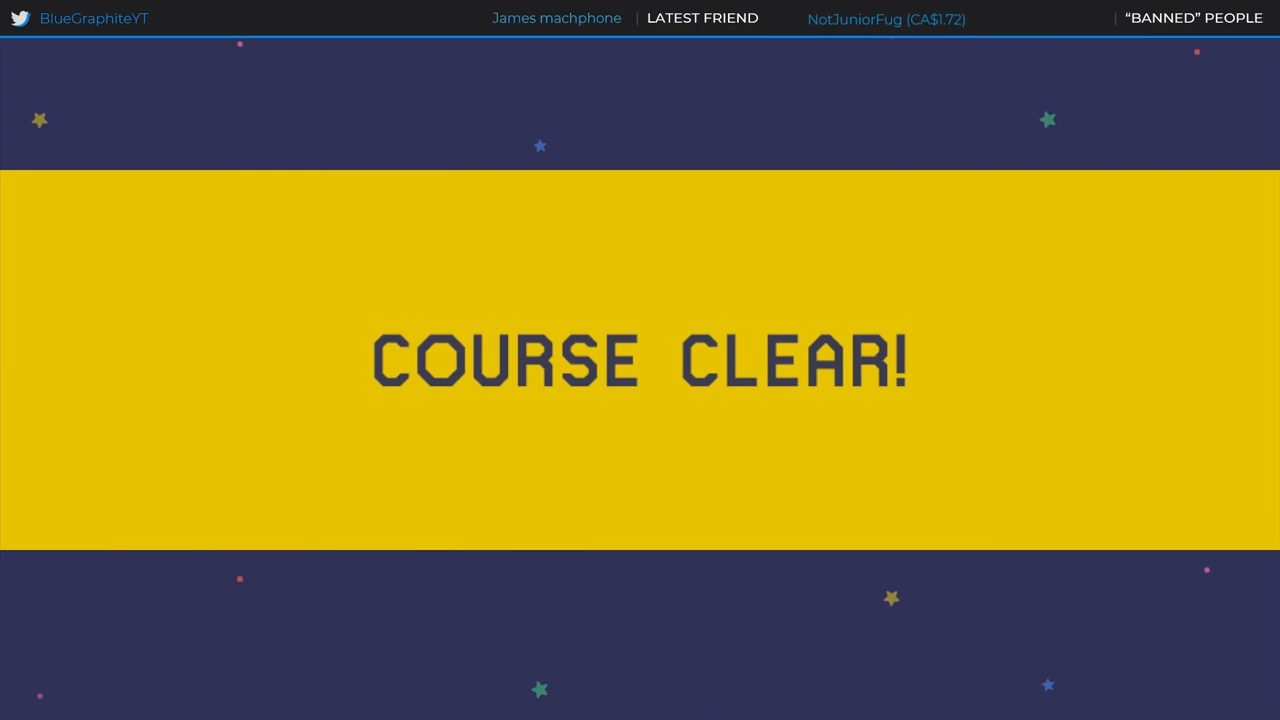 BlueGraphiteYT James machphone | LATEST FRIEND NotJuniorFug (CA$1.72) | “BANNED” PEOPLE
COURSE CLEAR!